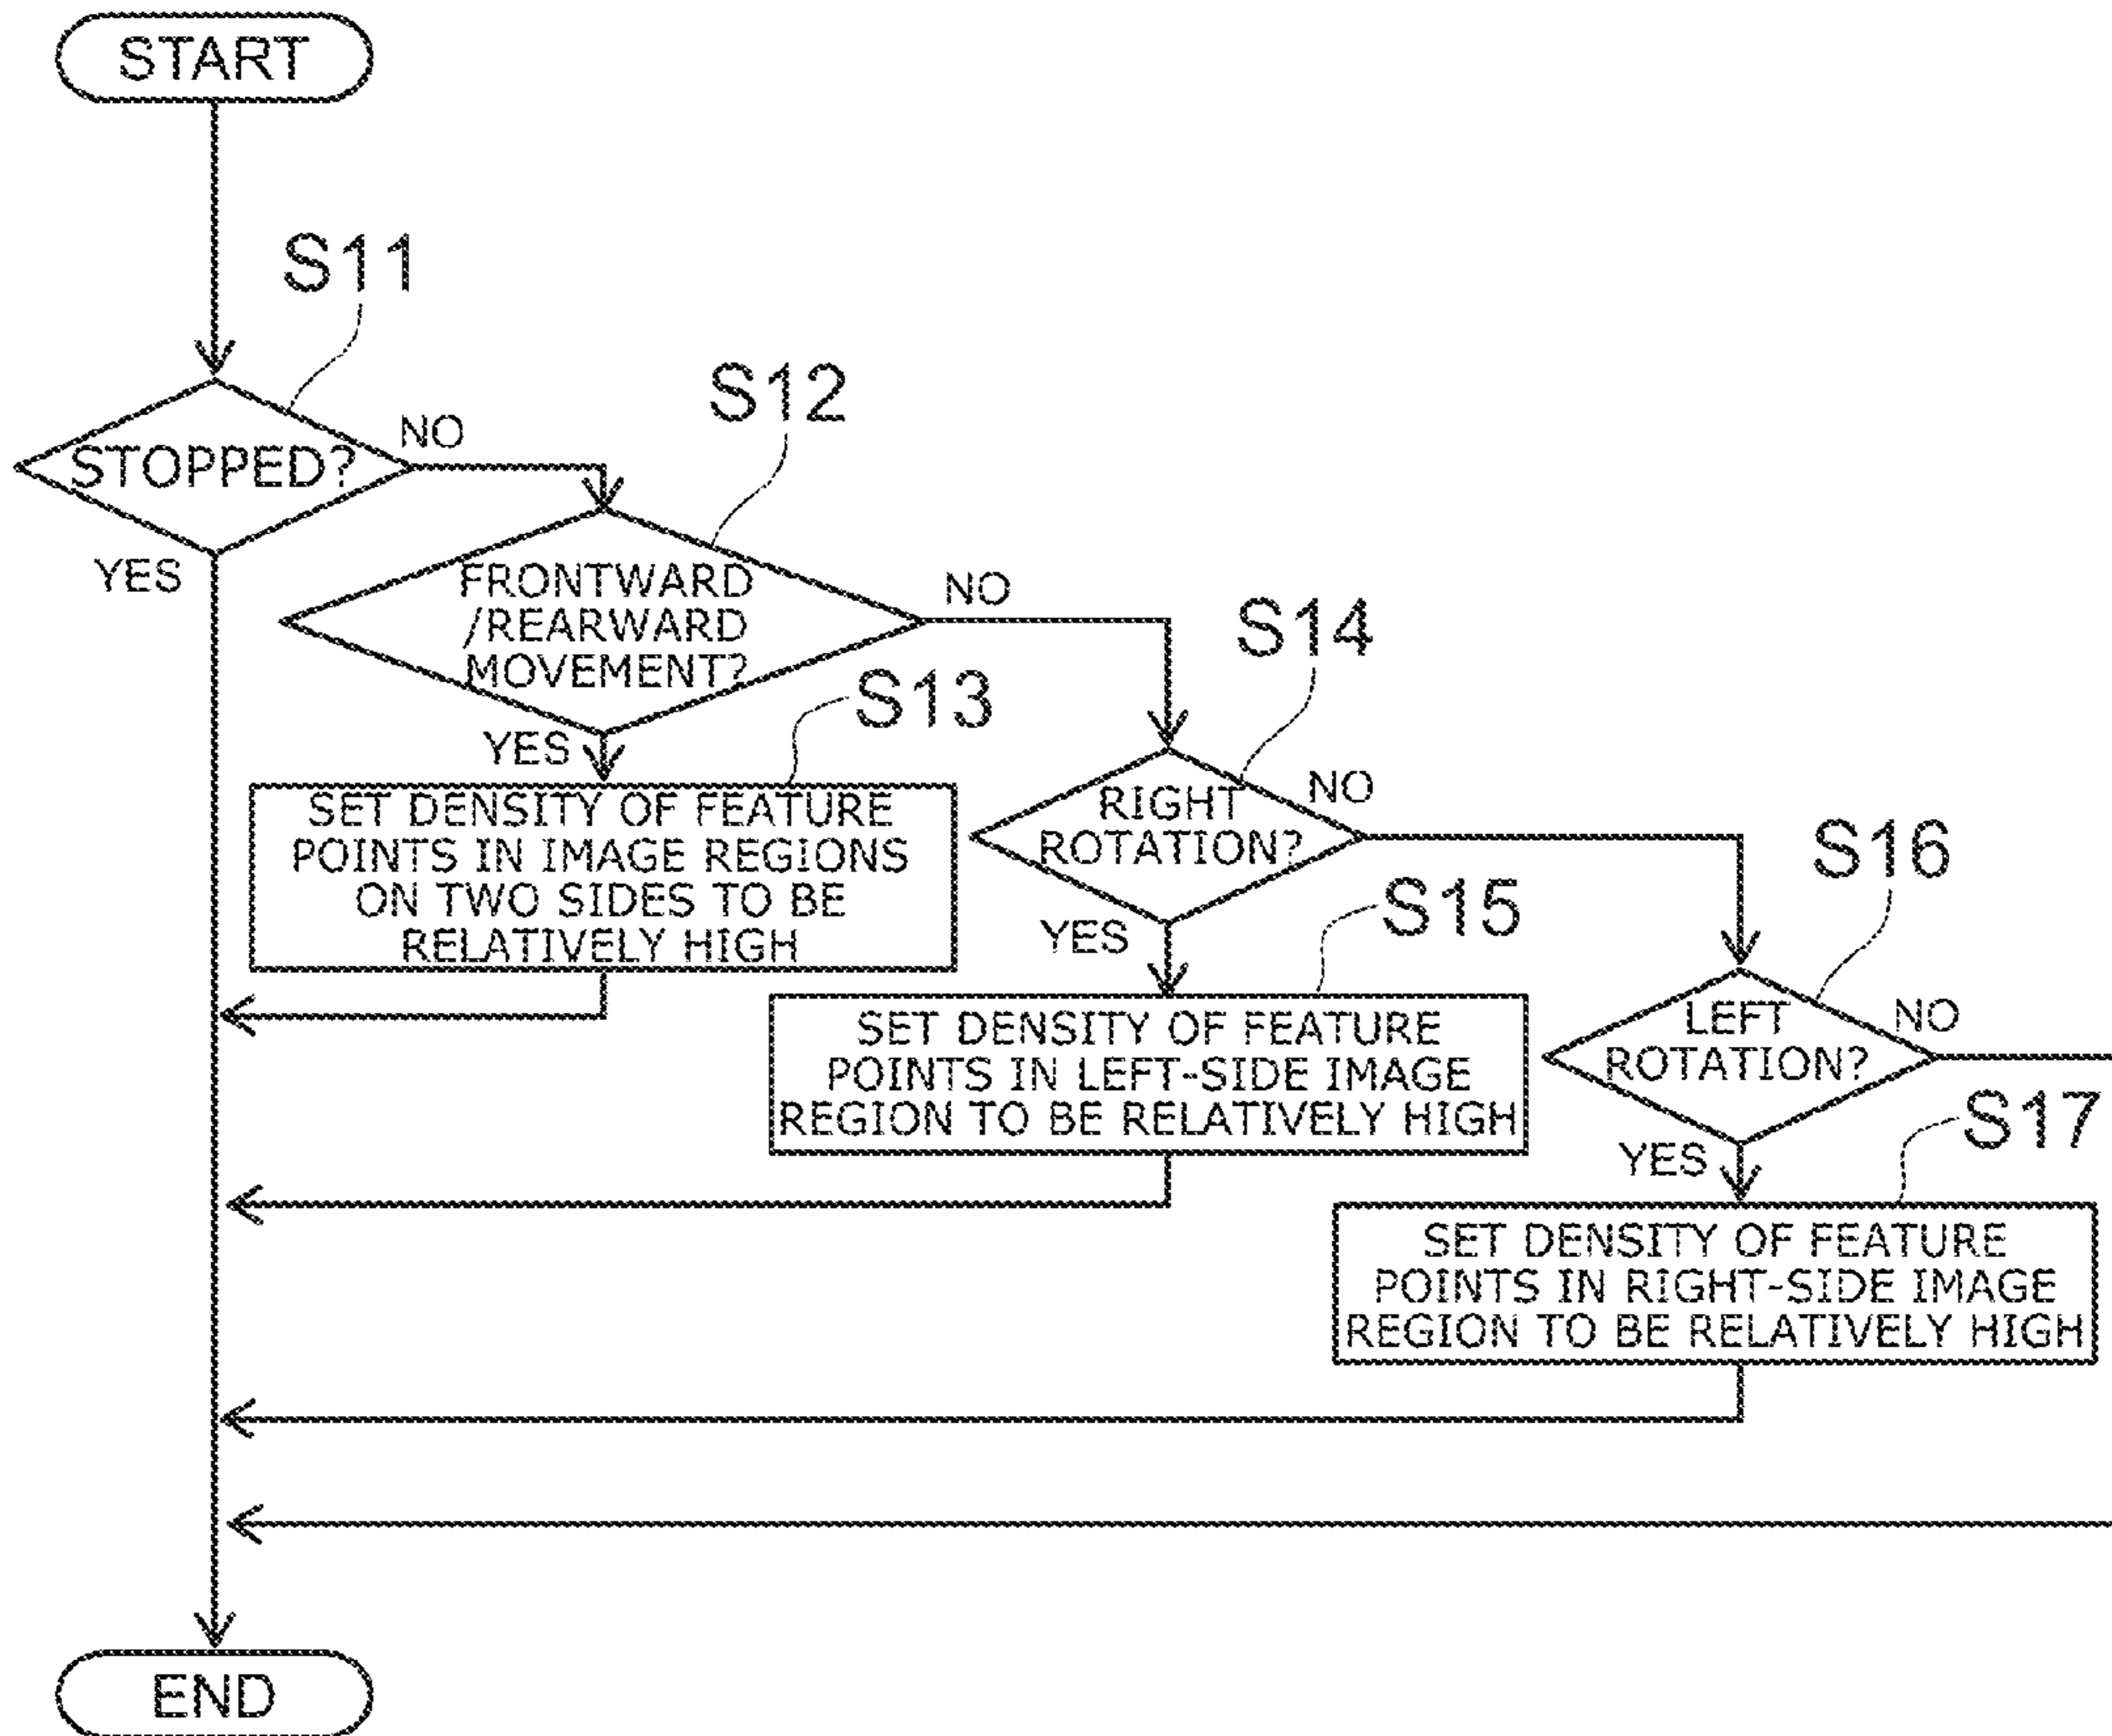 START
S11
STOPPED?
NO
YES
S12
FRONTWARD
/REARWARD
MOVEMENT?
NO
YES
S13
SET DENSITY OF FEATURE
POINTS IN IMAGE REGIONS
ON TWO SIDES TO BE
RELATIVELY HIGH
S14
RIGHT
ROTATION?
NO
YES
S15
SET DENSITY OF FEATURE
POINTS IN LEFT-SIDE IMAGE
REGION TO BE RELATIVELY HIGH
S16
LEFT
ROTATION?
NO
YES
S17
SET DENSITY OF FEATURE
POINTS IN RIGHT-SIDE IMAGE
REGION TO BE RELATIVELY HIGH
END